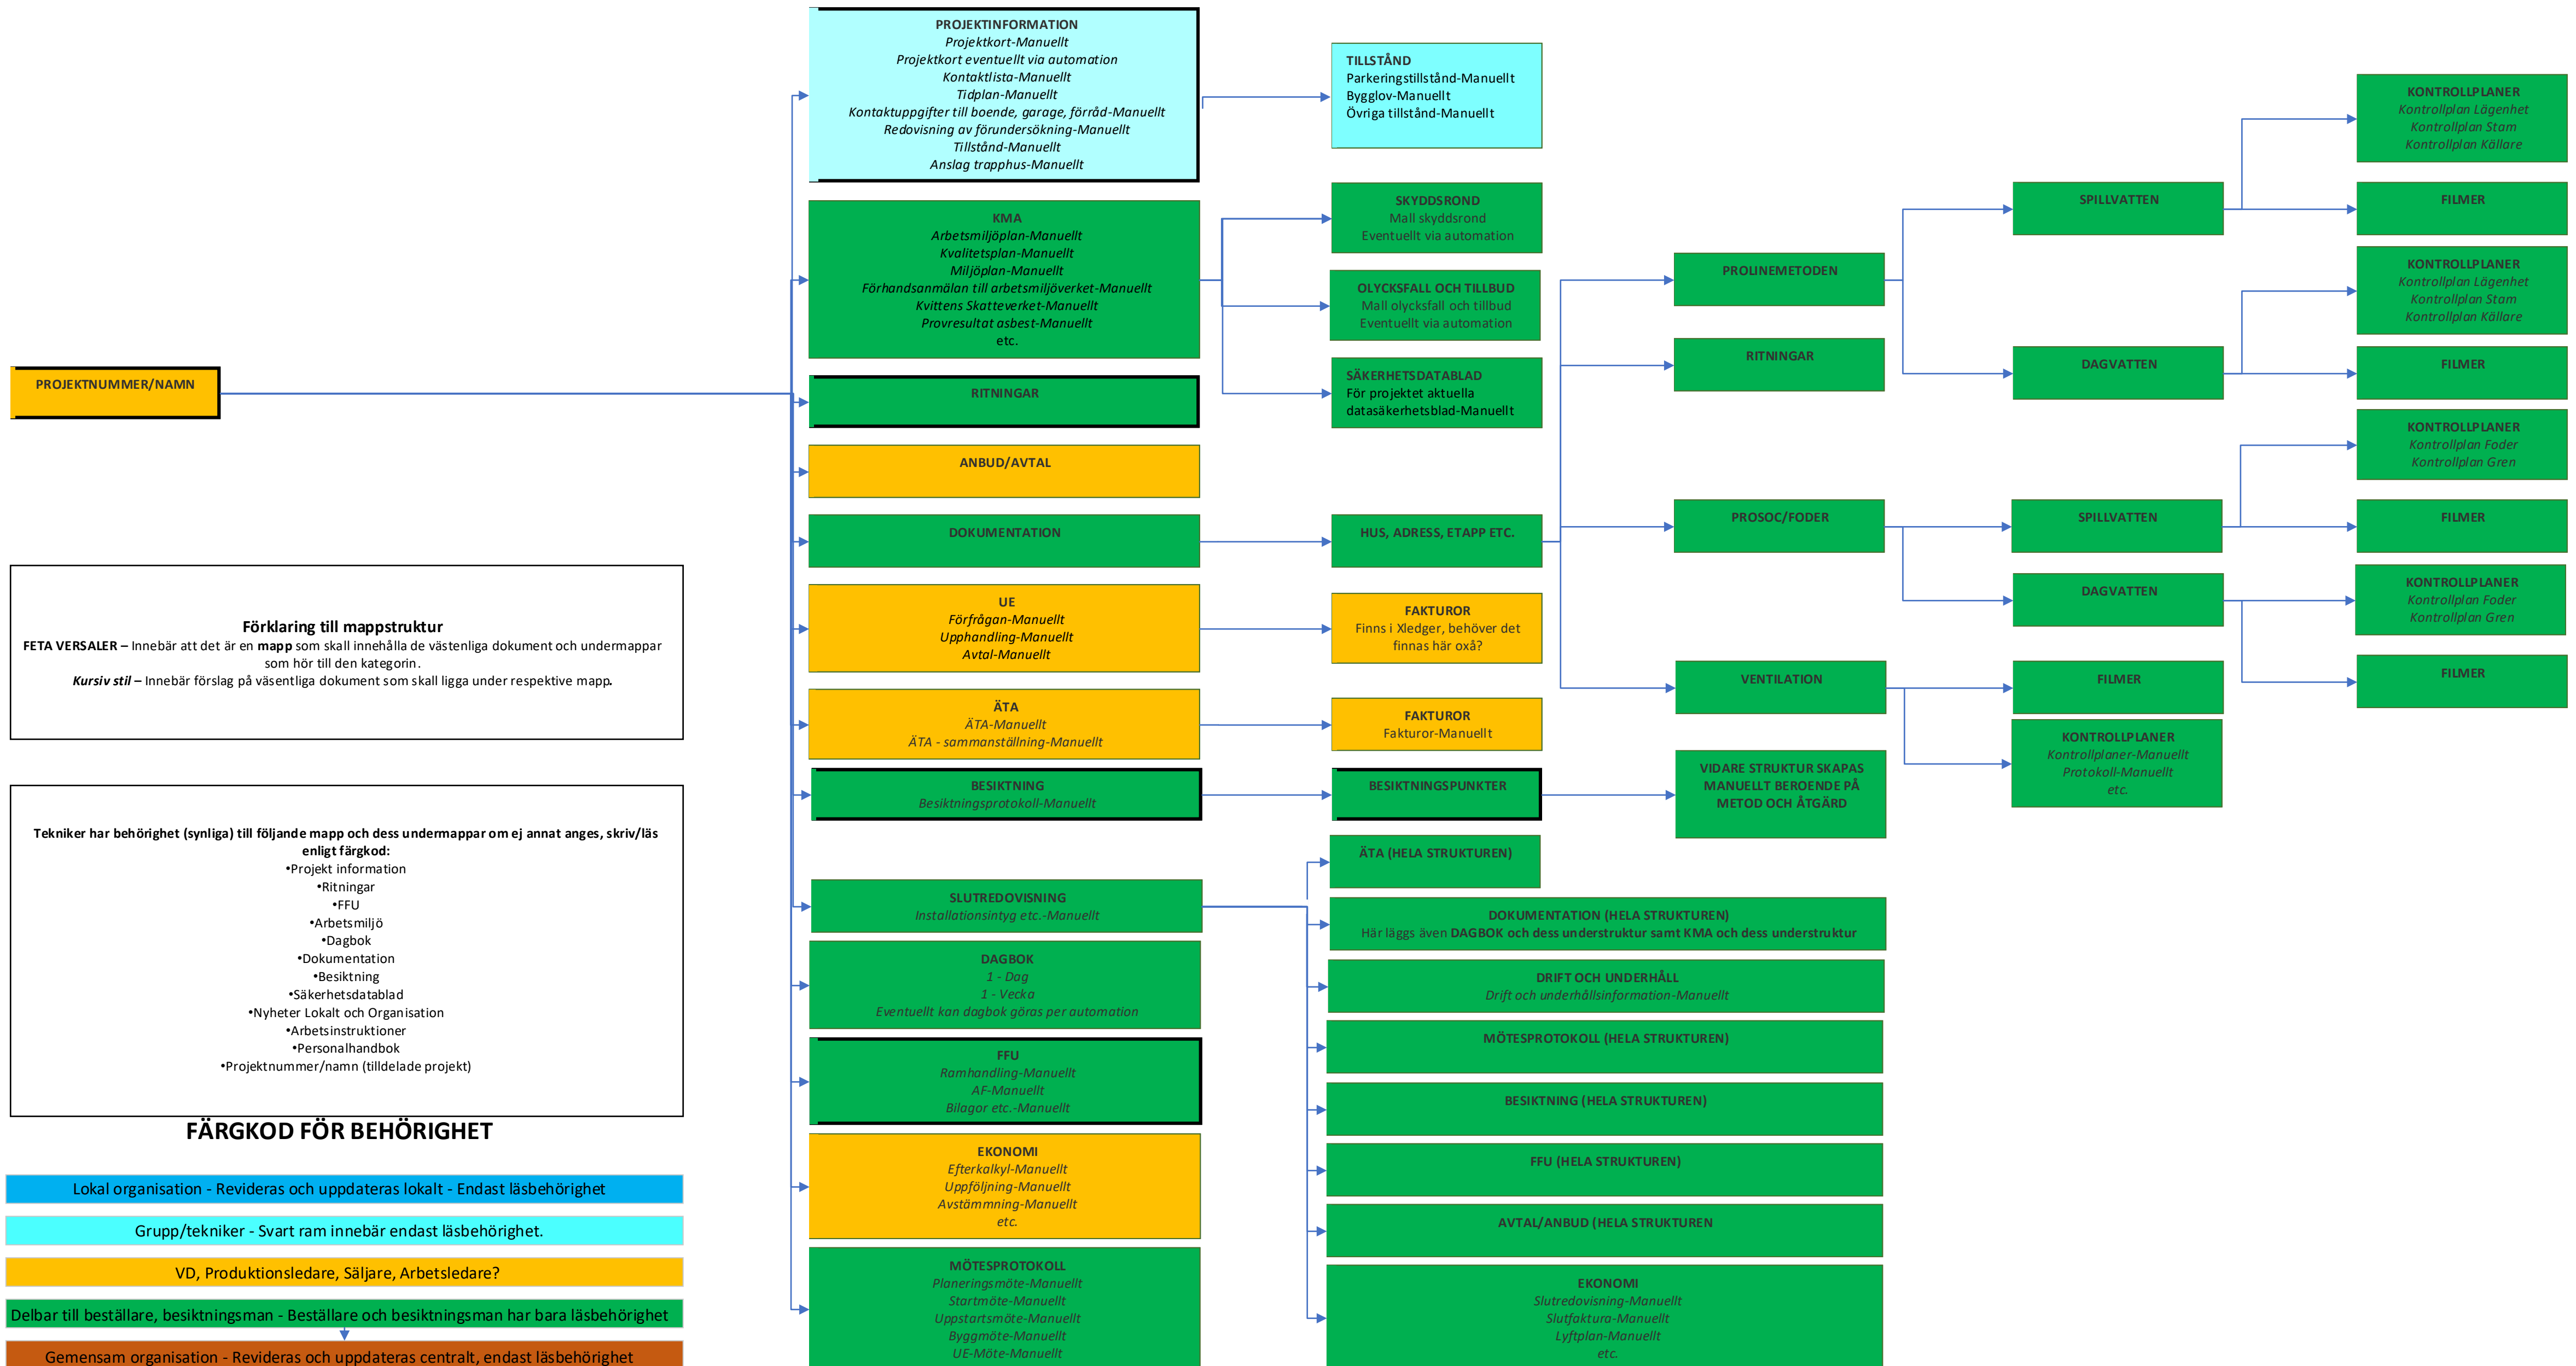 PROJEKTNUMMER/NAMN
Förklaring till mappstruktur
FETA VERSALER – Innebär att det är en mapp som skall innehålla de västenliga dokument och undermappar
som hör till den kategorin.
Kursiv stil – Innebär förslag på väsentliga dokument som skall ligga under respektive mapp.
Tekniker har behörighet (synliga) till följande mapp och dess undermappar om ej annat anges, skriv/läs
enligt färgkod:
•Projekt information
•Ritningar
•FFU
•Arbetsmiljö
•Dagbok
•Dokumentation
•Besiktning
•Säkerhetsdatablad
•Nyheter Lokalt och Organisation
•Arbetsinstruktioner
•Personalhandbok
•Projektnummer/namn (tilldelade projekt)
FÄRGKOD FÖR BEHÖRIGHET
Lokal organisation - Revideras och uppdateras lokalt - Endast läsbehörighet
Grupp/tekniker - Svart ram innebär endast läsbehörighet.
VD, Produktionsledare, Säljare, Arbetsledare?
Delbar till beställare, besiktningsman - Beställare och besiktningsman har bara läsbehörighet
Gemensam organisation - Revideras och uppdateras centralt, endast läsbehörighet
PROJEKTINFORMATION
Projektkort-Manuellt
Projektkort eventuellt via automation
Kontaktlista-Manuellt
Tidplan-Manuellt
Kontaktuppgifter till boende, garage, förråd-Manuellt
Redovisning av förundersökning-Manuellt
Tillstånd-Manuellt
Anslag trapphus-Manuellt
KMA
Arbetsmiljöplan-Manuellt
Kvalitetsplan-Manuellt
Miljöplan-Manuellt
Förhandsanmälan till arbetsmiljöverket-Manuellt
Kvittens Skatteverket-Manuellt
Provresultat asbest-Manuellt
etc.
RITNINGAR
ANBUD/AVTAL
DOKUMENTATION
UE
Förfrågan-Manuellt
Upphandling-Manuellt
Avtal-Manuellt
ÄTA
ÄTA-Manuellt
ÄTA - sammanställning-Manuellt
BESIKTNING
Besiktningsprotokoll-Manuellt
SLUTREDOVISNING
Installationsintyg etc.-Manuellt
DAGBOK
1 - Dag
1 - Vecka
Eventuellt kan dagbok göras per automation
FFU
Ramhandling-Manuellt
AF-Manuellt
Bilagor etc.-Manuellt
EKONOMI
Efterkalkyl-Manuellt
Uppföljning-Manuellt
Avstämmning-Manuellt
etc.
MÖTESPROTOKOLL
Planeringsmöte-Manuellt
Startmöte-Manuellt
Uppstartsmöte-Manuellt
Byggmöte-Manuellt
UE-Möte-Manuellt
TILLSTÅND
Parkeringstillstånd-Manuellt
Bygglov-Manuellt
Övriga tillstånd-Manuellt
SKYDDSROND
Mall skyddsrond
Eventuellt via automation
OLYCKSFALL OCH TILLBUD
Mall olycksfall och tillbud
Eventuellt via automation
SÄKERHETSDATABLAD
För projektet aktuella
datasäkerhetsblad-Manuellt
HUS, ADRESS, ETAPP ETC.
FAKTUROR
Finns i Xledger, behöver det
finnas här oxå?
FAKTUROR
Fakturor-Manuellt
BESIKTNINGSPUNKTER
ÄTA (HELA STRUKTUREN)
DOKUMENTATION (HELA STRUKTUREN)
Här läggs även DAGBOK och dess understruktur samt KMA och dess understruktur
DRIFT OCH UNDERHÅLL
Drift och underhållsinformation-Manuellt
MÖTESPROTOKOLL (HELA STRUKTUREN)
BESIKTNING (HELA STRUKTUREN)
FFU (HELA STRUKTUREN)
AVTAL/ANBUD (HELA STRUKTUREN
EKONOMI
Slutredovisning-Manuellt
Slutfaktura-Manuellt
Lyftplan-Manuellt
etc.
PROLINEMETODEN
RITNINGAR
PROSOC/FODER
VENTILATION
VIDARE STRUKTUR SKAPAS
MANUELLT BEROENDE PÅ
METOD OCH ÅTGÄRD
SPILLVATTEN
DAGVATTEN
SPILLVATTEN
DAGVATTEN
FILMER
KONTROLLPLANER
Kontrollplaner-Manuellt
Protokoll-Manuellt
etc.
KONTROLLPLANER
Kontrollplan Lägenhet
Kontrollplan Stam
Kontrollplan Källare
FILMER
KONTROLLPLANER
Kontrollplan Lägenhet
Kontrollplan Stam
Kontrollplan Källare
FILMER
KONTROLLPLANER
Kontrollplan Foder
Kontrollplan Gren
FILMER
KONTROLLPLANER
Kontrollplan Foder
Kontrollplan Gren
FILMER